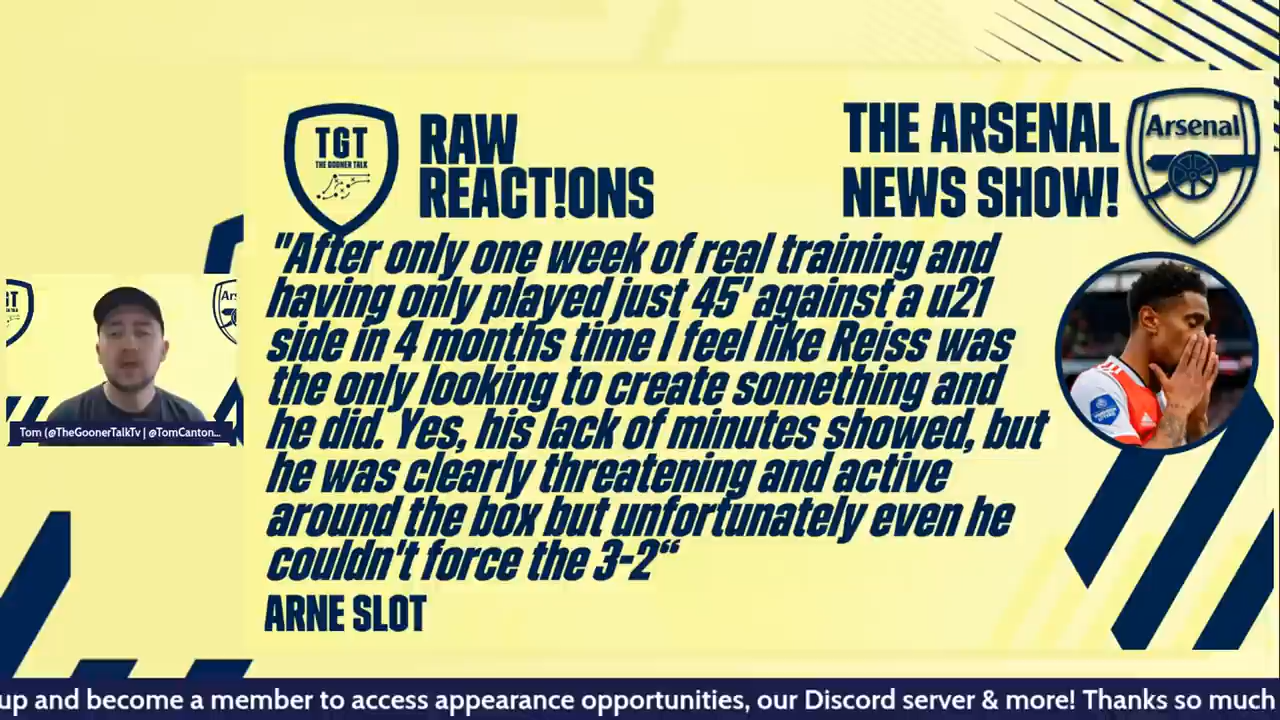 TGT
THE GOONER TALK
RAW
REACT!ONS
THE ARSENAL
NEWS SHOW!
Arsenal
"After only one week of real training and
having only played just 45' against a u21
side in 4 months time I feel like Reiss was
the only looking to create something and
he did. Yes, his lack of minutes showed, but
he was clearly threatening and active
around the box but unfortunately even he
couldn't force the 3-2“
ARNE SLOT
GT
Ars
Tom (@TheGoonerTalkTv | @TomCanton...
up and become a member to access appearance opportunities, our Discord server & more! Thanks so much